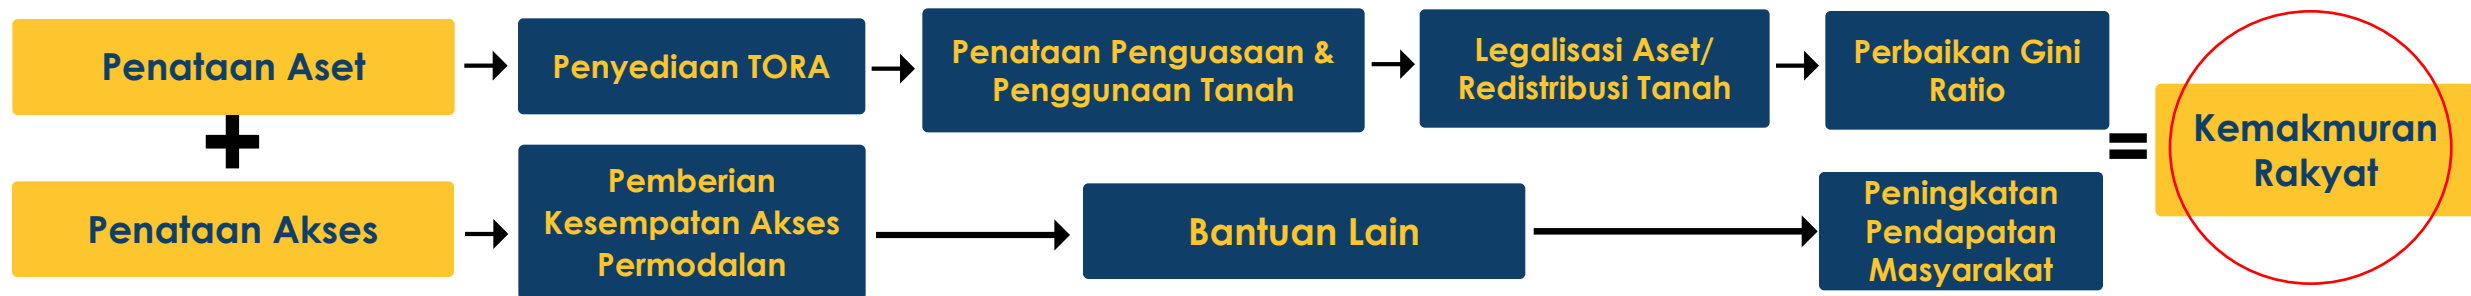 Penataan Aset
Penyediaan TORA
Penataan Penguasaan &
Penggunaan Tanah
Legalisasi Aset/
Redistribusi Tanah
Perbaikan Gini
Ratio
+
Penataan Akses
Pemberian
Kesempatan Akses
Permodalan
Bantuan Lain
Peningkatan
Pendapatan
Masyarakat
=
Kemakmuran
Rakyat